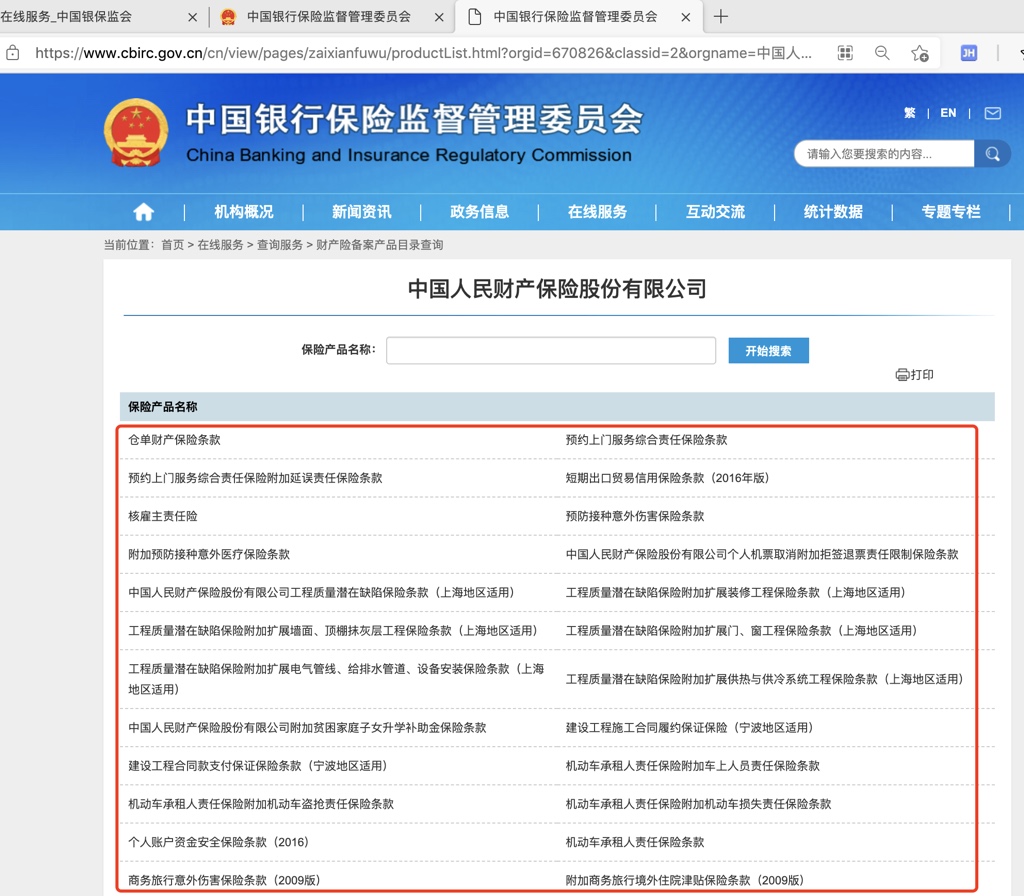 在线服务_中国银保监会
中国银行保险监督管理委员会
中国银行保险监督管理委员会
https://www.cbirc.gov.cn/cn/view/pages/zaixianfuwu/productList.html?orgid=670826&classid=2&orgname=中国人...
JH
中国银行保险监督管理委员会
China Banking and Insurance Regulatory Commission
繁 | EN |
请输入您要搜索的内容...
机构概况 | 新闻资讯 | 政务信息 | 在线服务 | 互动交流 | 统计数据 | 专题专栏
当前位置：首页 > 在线服务 > 查询服务 > 财产险备案产品目录查询
中国人民财产保险股份有限公司
保险产品名称：
开始搜索
打印
保险产品名称
仓单财产保险条款
预约上门服务综合责任保险条款
预约上门服务综合责任保险附加延误责任保险条款
短期出口贸易信用保险条款（2016年版）
核雇主责任险
预防接种意外伤害保险条款
附加预防接种意外医疗保险条款
中国人民财产保险股份有限公司个人机票取消附加拒签退票责任限制保险条款
中国人民财产保险股份有限公司工程质量潜在缺陷保险条款（上海地区适用）
工程质量潜在缺陷保险附加扩展装修工程保险条款（上海地区适用）
工程质量潜在缺陷保险附加扩展墙面、顶棚抹灰层工程保险条款（上海地区适用）
工程质量潜在缺陷保险附加扩展门、窗工程保险条款（上海地区适用）
工程质量潜在缺陷保险附加扩展电气管线、给排水管道、设备安装保险条款（上海
地区适用）
工程质量潜在缺陷保险附加扩展供热与供冷系统工程保险条款（上海地区适用）
中国人民财产保险股份有限公司附加贫困家庭子女升学补助金保险条款
建设工程施工合同履约保证保险（宁波地区适用）
建设工程合同款支付保证保险条款（宁波地区适用）
机动车承租人责任保险附加车上人员责任保险条款
机动车承租人责任保险附加机动车盗抢责任保险条款
机动车承租人责任保险附加机动车损失责任保险条款
个人账户资金安全保险条款（2016）
机动车承租人责任保险条款
商务旅行意外伤害保险条款（2009版）
附加商务旅行境外住院津贴保险条款（2009版）